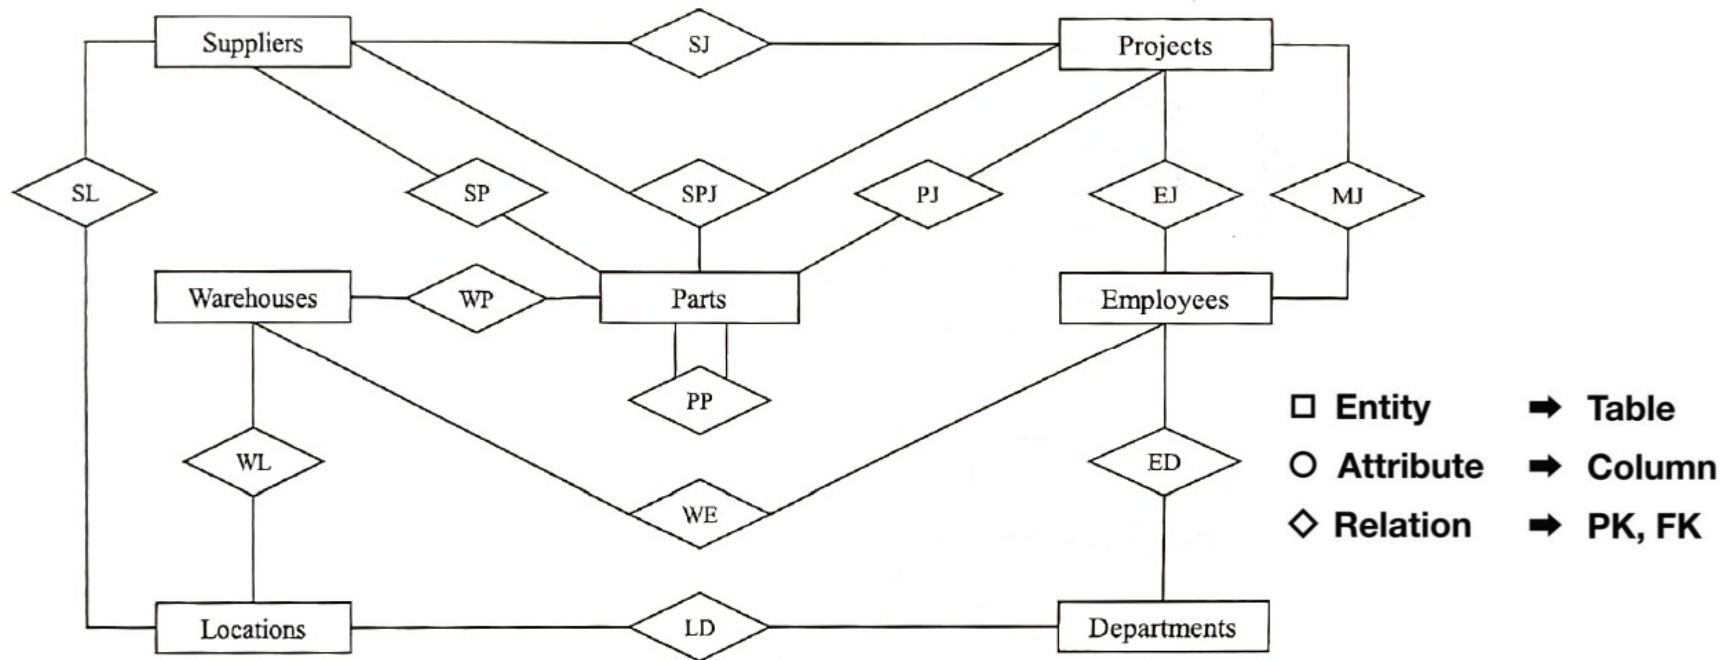 Suppliers
SJ
Projects
SL
SP
SPJ
PJ
EJ
MJ
Warehouses
WP
Parts
Employees
PP
WL
WE
ED
Locations
LD
Departments
Entity → Table
Attribute → Column
Relation → PK, FK